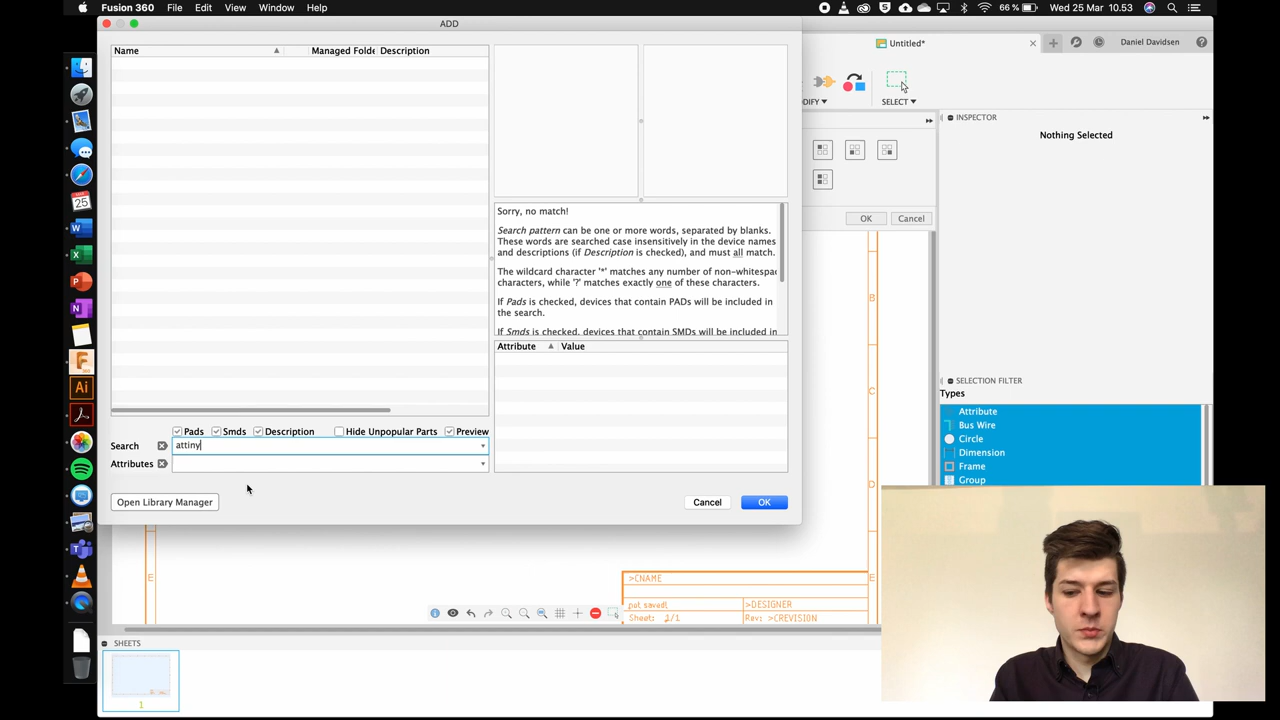 Fusion 360 File Edit View Window Help
66 % Wed 25 Mar 10.53
ADD
Name Managed Folde Description
Untitled*
Daniel Davidsen
DIFY SELECT
INSPECTOR
Nothing Selected
Sorry, no match!
Search pattern can be one or more words, separated by blanks.
These words are searched case insensitively in the device names
and descriptions (if Description is checked), and must all match.
The wildcard character '*' matches any number of non-whitespac
characters, while '?' matches exactly one of these characters.
If Pads is checked, devices that contain PADs will be included in
the search.
If Smds is checked, devices that contain SMDs will be included in
OK Cancel
Attribute Value
B
C
D
E
E
SELECTION FILTER
Types
Attribute
Bus Wire
Circle
Dimension
Frame
Group
Pads Smds Description Hide Unpopular Parts Preview
Search attiny
Attributes
Open Library Manager Cancel OK
>CNAME
not saved!
>DESIGNER
Sheet: 1/1
Rev: >CREVISION
SHEETS
1
MAR
25
W
X
P
N
Ai